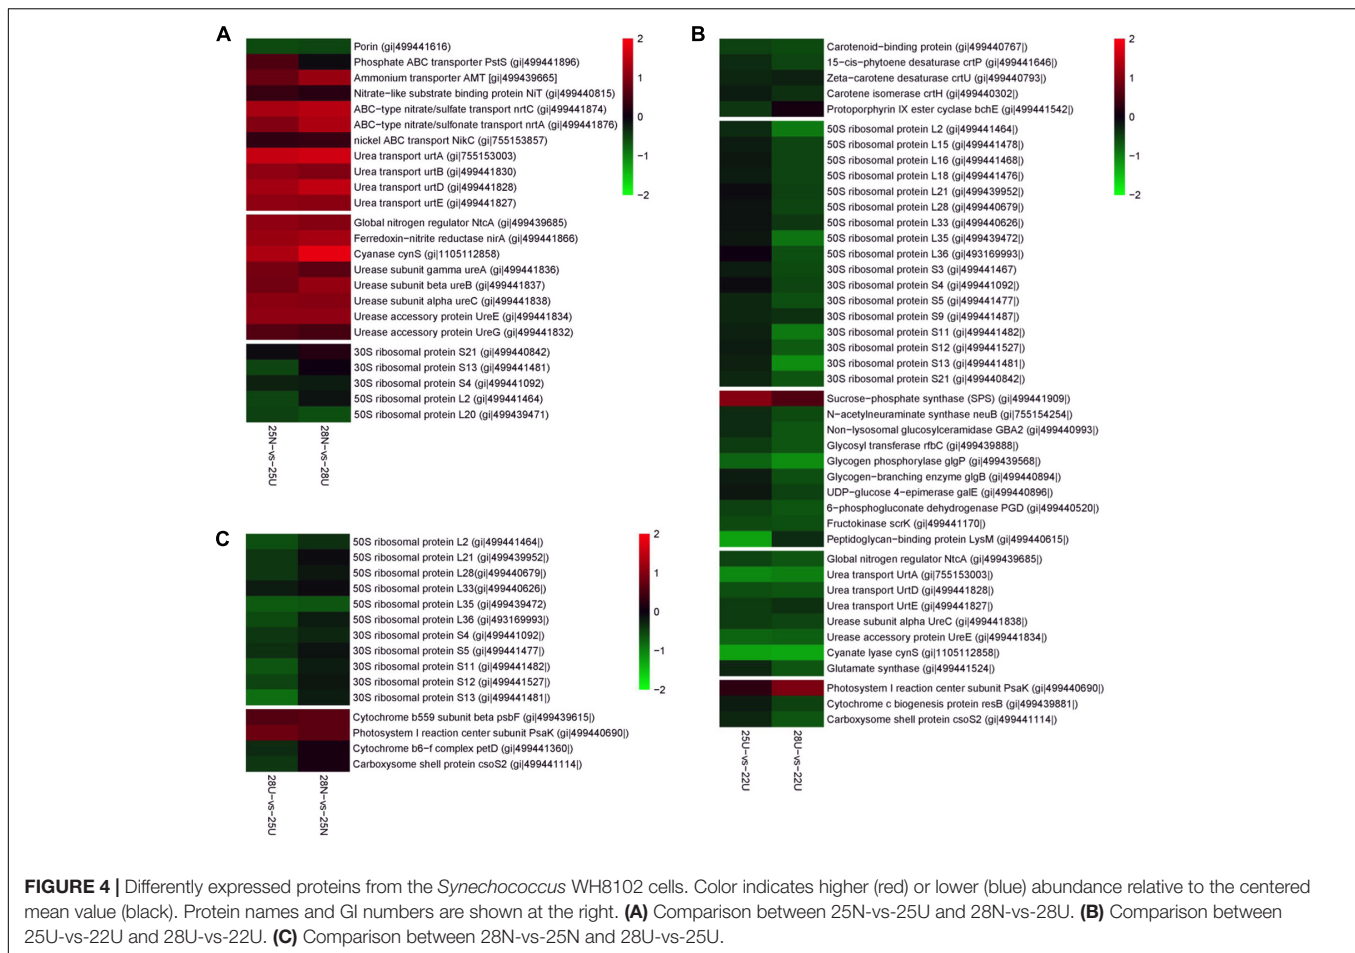 A
Porin (gi|499441616)
Phosphate ABC transporter PstS (gi|499441896)
Ammonium transporter AMT [gi|499439665]
Nitrate−like substrate binding protein NiT (gi|499440815)
ABC−type nitrate/sulfate transport nrtC (gi|499441874)
ABC−type nitrate/sulfonate transport nrtA (gi|499441876)
nickel ABC transport NikC (gi|755153857)
Urea transport urtA (gi|755153003)
Urea transport urtB (gi|499441830)
Urea transport urtD (gi|499441828)
Urea transport urtE (gi|499441827)
Global nitrogen regulator NtcA (gi|499439685)
Ferredoxin−nitrite reductase nirA (gi|499441866)
Cyanase cynS (gi|1105112858)
Urease subunit gamma ureA (gi|499441836)
Urease subunit beta ureB (gi|499441837)
Urease subunit alpha ureC (gi|499441838)
Urease accessory protein UreE (gi|499441834)
Urease accessory protein UreG (gi|499441832)
30S ribosomal protein S21 (gi|499440842)
30S ribosomal protein S13 (gi|499441481)
30S ribosomal protein S4 (gi|499441092)
50S ribosomal protein L2 (gi|499441464)
50S ribosomal protein L20 (gi|499439471)
25N−vs−25U
28N−vs−28U
2
1
0
−1
−2
B
Carotenoid−binding protein (gi|499440767|)
15−cis−phytoene desaturase crtP (gi|499441646|)
Zeta−carotene desaturase crtU (gi|499440793|)
Carotene isomerase crtH (gi|499440302|)
Protoporphyrin IX ester cyclase bchE (gi|499441542|)
50S ribosomal protein L2 (gi|499441464|)
50S ribosomal protein L15 (gi|499441478|)
50S ribosomal protein L16 (gi|499441468|)
50S ribosomal protein L18 (gi|499441476|)
50S ribosomal protein L21 (gi|499439952|)
50S ribosomal protein L28 (gi|499440679|)
50S ribosomal protein L33 (gi|499440626|)
50S ribosomal protein L35 (gi|499439472|)
50S ribosomal protein L36 (gi|493169993|)
30S ribosomal protein S3 (gi|499441467)
30S ribosomal protein S4 (gi|499441092|)
30S ribosomal protein S5 (gi|499441477|)
30S ribosomal protein S9 (gi|499441487|)
30S ribosomal protein S11 (gi|499441482|)
30S ribosomal protein S12 (gi|499441527|)
30S ribosomal protein S13 (gi|499441481|)
30S ribosomal protein S21 (gi|499440842|)
Sucrose−phosphate synthase (SPS) (gi|499441909|)
N−acetylneuraminate synthase neuB (gi|755154254|)
Non−lysosomal glucosylceramidase GBA2 (gi|499440993|)
Glycosyl transferase rfbC (gi|499439888|)
Glycogen phosphorylase glgP (gi|499439568|)
Glycogen−branching enzyme glgB (gi|499440894|)
UDP−glucose 4−epimerase galE (gi|499440896|)
6−phosphogluconate dehydrogenase PGD (gi|499440520|)
Fructokinase scrK (gi|499441170|)
Peptidoglycan−binding protein LysM (gi|499440615|)
Global nitrogen regulator NtcA (gi|499439685|)
Urea transport UrtA (gi|755153003|)
Urea transport UrtD (gi|499441828|)
Urea transport UrtE (gi|499441827|)
Urease subunit alpha UreC (gi|499441838|)
Urease accessory protein UreE (gi|499441834|)
Cyanate lyase cynS (gi|1105112858|)
Glutamate synthase (gi|499441524|)
Photosystem I reaction center subunit PsaK (gi|499440690|)
Cytochrome c biogenesis protein resB (gi|499439881|)
Carboxysome shell protein csoS2 (gi|499441114|)
25U−vs−22U
28U−vs−22U
2
1
0
−1
−2
C
50S ribosomal protein L2 (gi|499441464|)
50S ribosomal protein L21 (gi|499439952|)
50S ribosomal protein L28(gi|499440679|)
50S ribosomal protein L33(gi|499440626|)
50S ribosomal protein L35 (gi|499439472)
50S ribosomal protein L36 (gi|493169993|)
30S ribosomal protein S4 (gi|499441092|)
30S ribosomal protein S5 (gi|499441477|)
30S ribosomal protein S11 (gi|499441482|)
30S ribosomal protein S12 (gi|499441527|)
30S ribosomal protein S13 (gi|499441481|)
Cytochrome b559 subunit beta psbF (gi|499439615|)
Photosystem I reaction center subunit PsaK (gi|499440690|)
Cytochrome b6−f complex petD (gi|499441360|)
Carboxysome shell protein csoS2 (gi|499441114|)
28U−vs−25U
28N−vs−25N
2
1
0
−1
−2
FIGURE 4 | Differently expressed proteins from the Synechococcus WH8102 cells. Color indicates higher (red) or lower (blue) abundance relative to the centered
mean value (black). Protein names and GI numbers are shown at the right. (A) Comparison between 25N-vs-25U and 28N-vs-28U. (B) Comparison between
25U-vs-22U and 28U-vs-22U. (C) Comparison between 28N-vs-25N and 28U-vs-25U.